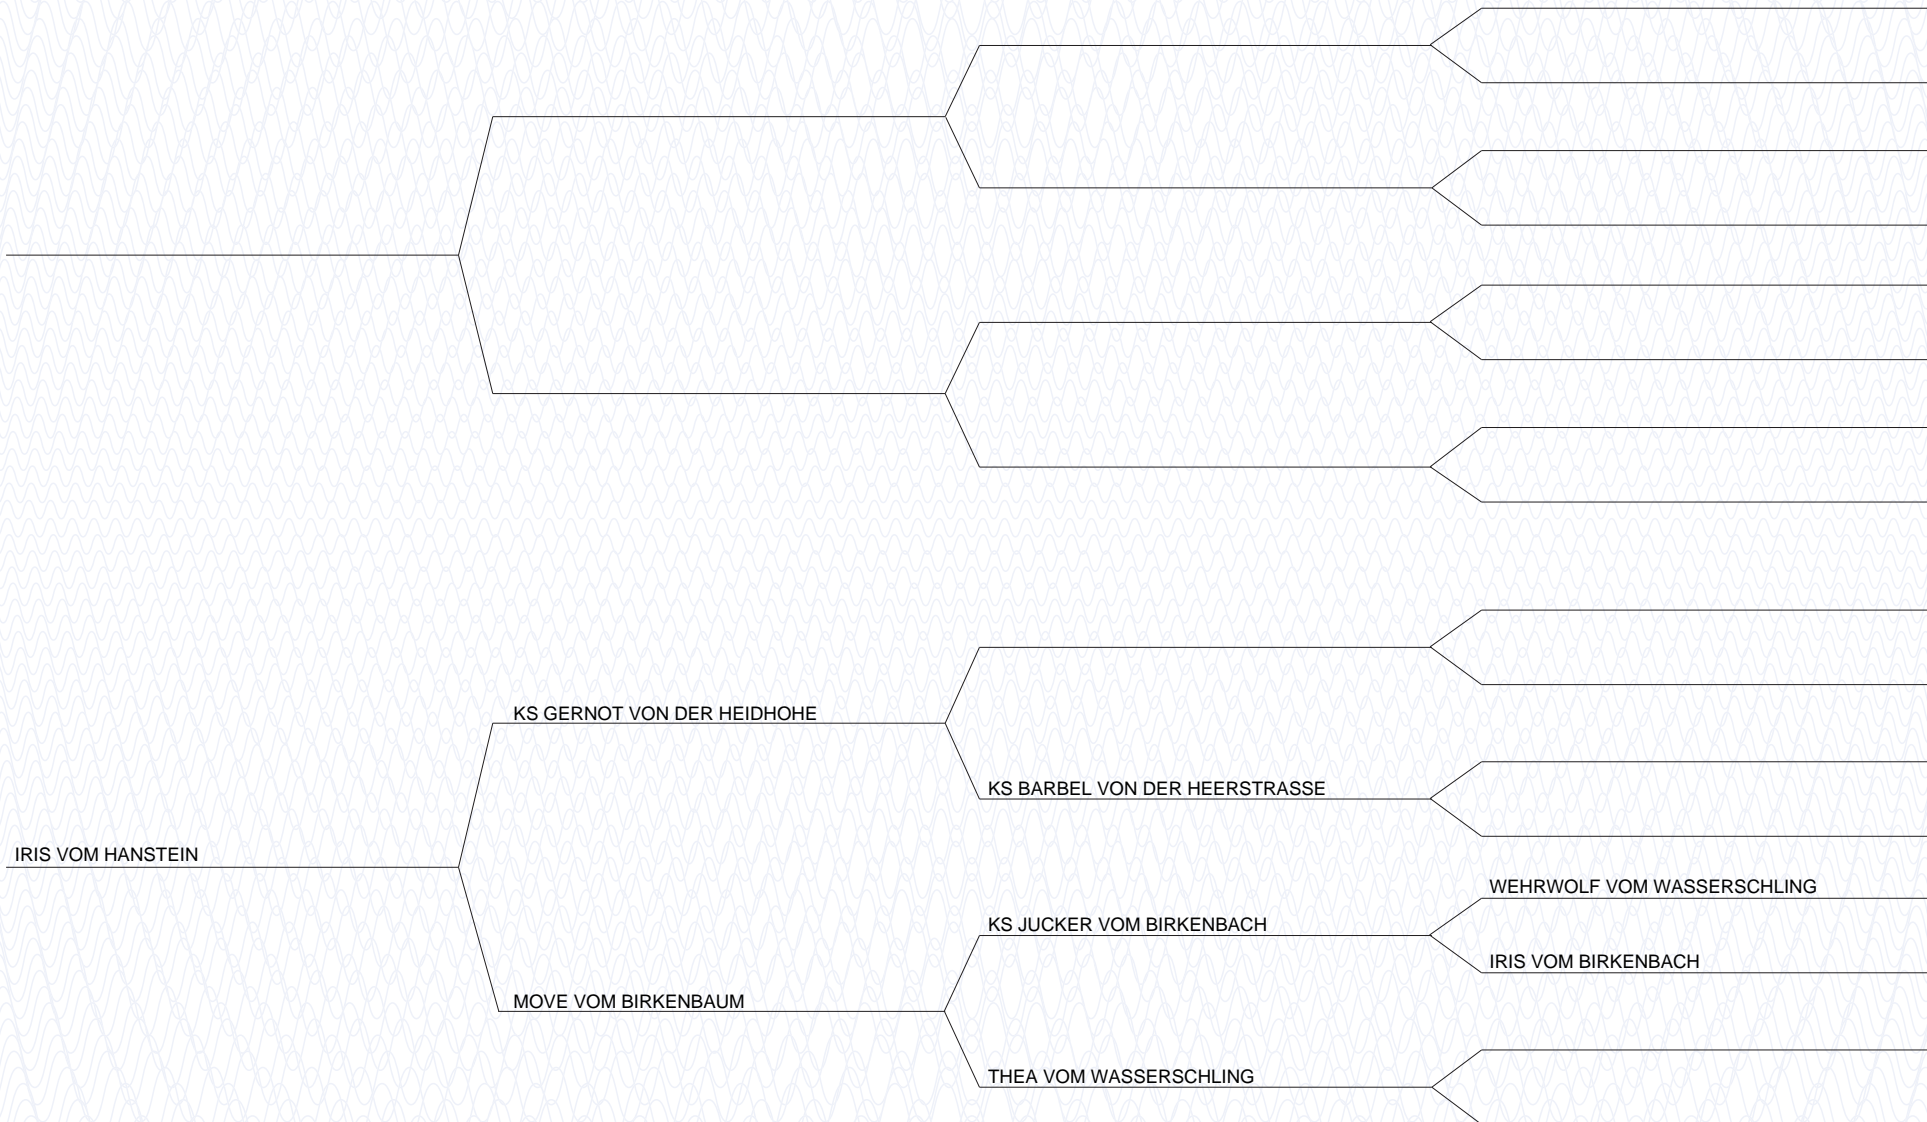 KS GERNOT VON DER HEIDHOHE
KS BARBEL VON DER HEERSTRASSE
IRIS VOM HANSTEIN
WEHRWOLF VOM WASSERSCHLING
KS JUCKER VOM BIRKENBACH
IRIS VOM BIRKENBACH
MOVE VOM BIRKENBAUM
THEA VOM WASSERSCHLING